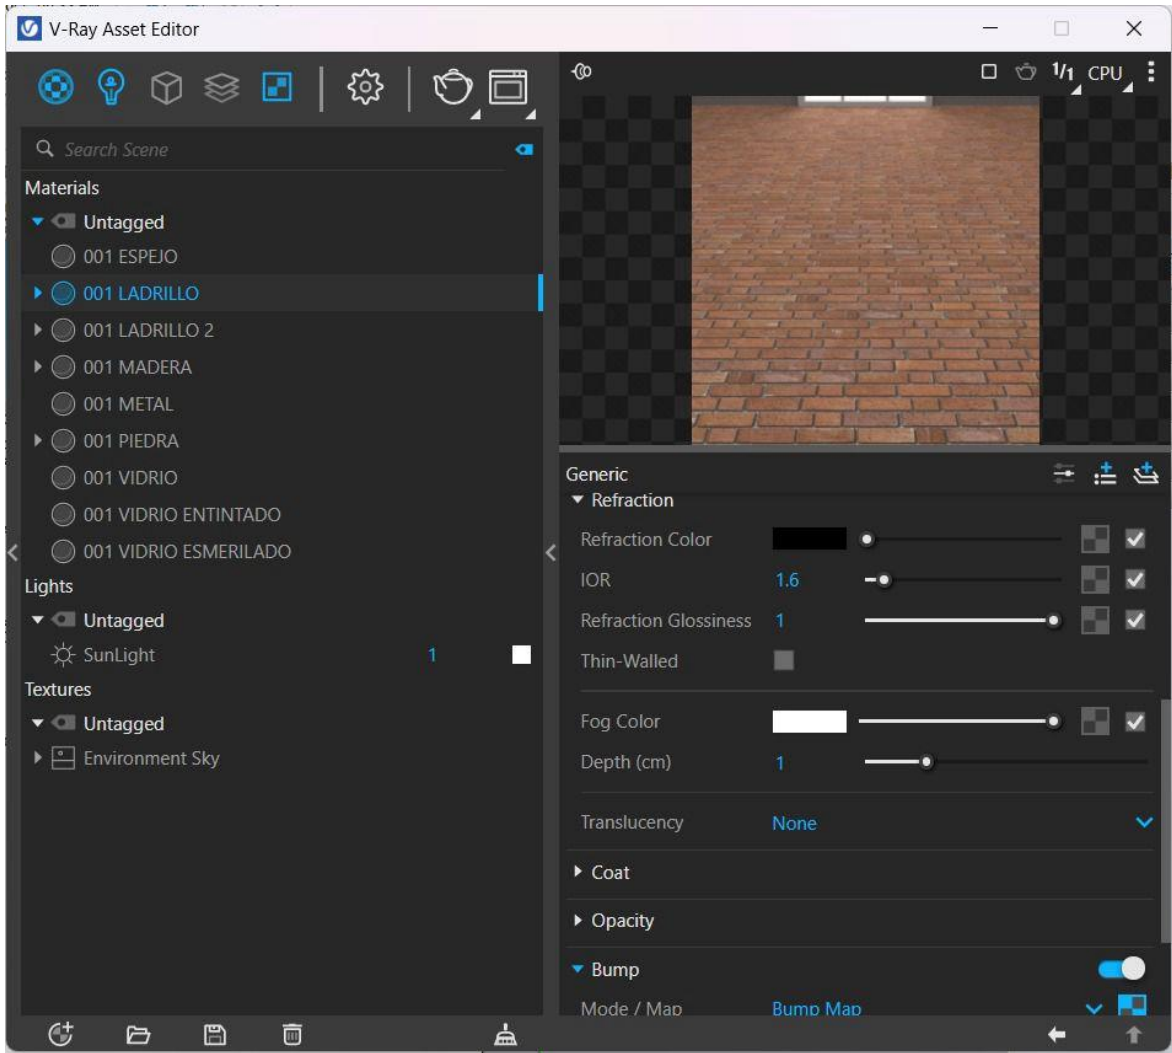 V-Ray Asset Editor
1/1 CPU
Search Scene
Materials
Untagged
001 ESPEJO
001 LADRILLO
001 LADRILLO 2
001 MADERA
001 METAL
001 PIEDRA
001 VIDRIO
001 VIDRIO ENTINTADO
001 VIDRIO ESMERILADO
Lights
Untagged
SunLight 1
Textures
Untagged
Environment Sky
Generic
Refraction
Refraction Color
IOR 1.6
Refraction Glossiness 1
Thin-Walled
Fog Color
Depth (cm) 1
Translucency None
Coat
Opacity
Bump
Mode / Map Bump Map